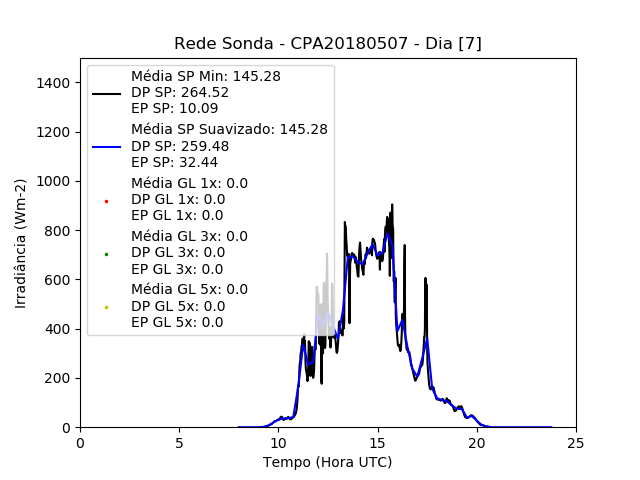 Rede Sonda - CPA20180507 - Dia [7]
Média SP Min: 145.28
DP SP: 264.52
EP SP: 10.09
Média SP Suavizado: 145.28
DP SP: 259.48
EP SP: 32.44
Média GL 1x: 0.0
DP GL 1x: 0.0
EP GL 1x: 0.0
Média GL 3x: 0.0
DP GL 3x: 0.0
EP GL 3x: 0.0
Média GL 5x: 0.0
DP GL 5x: 0.0
EP GL 5x: 0.0
Irradiância (Wm-2)
1400
1200
1000
800
600
400
200
0
0 5 10 15 20 25
Tempo (Hora UTC)